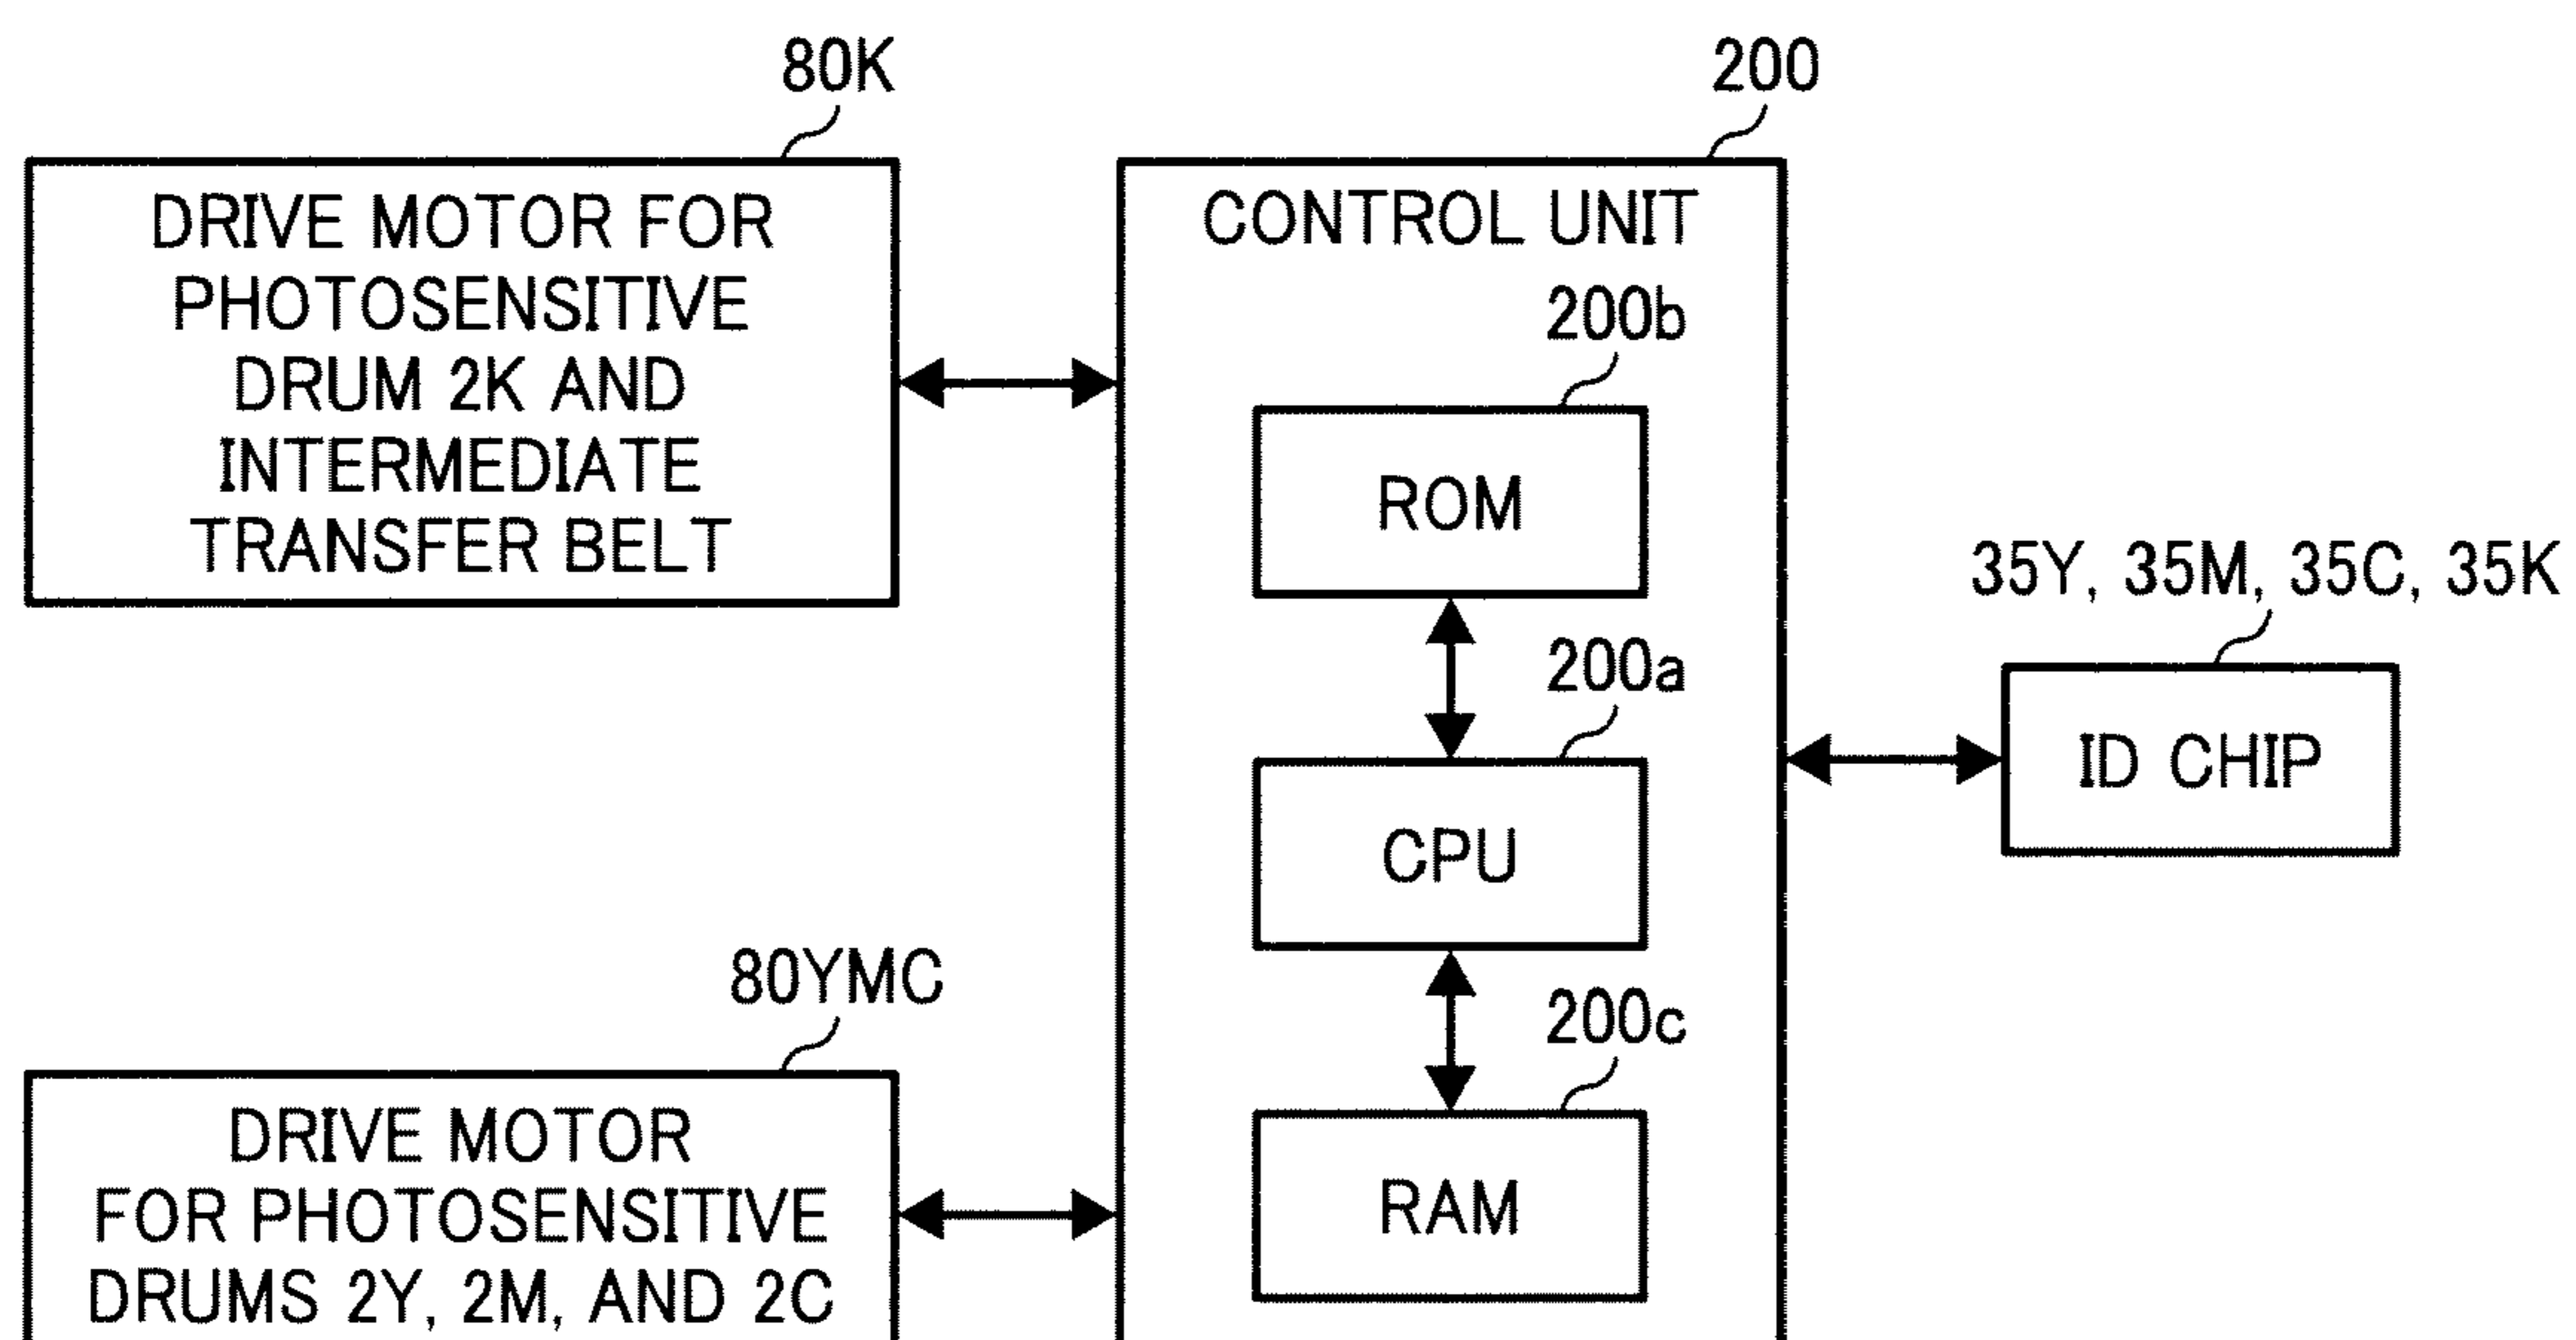 80K
DRIVE MOTOR FOR
PHOTOSENSITIVE
DRUM 2K AND
INTERMEDIATE
TRANSFER BELT
80YMC
DRIVE MOTOR
FOR PHOTOSENSITIVE
DRUMS 2Y, 2M, AND 2C
200
CONTROL UNIT
200b
ROM
200a
CPU
200c
RAM
35Y, 35M, 35C, 35K
ID CHIP